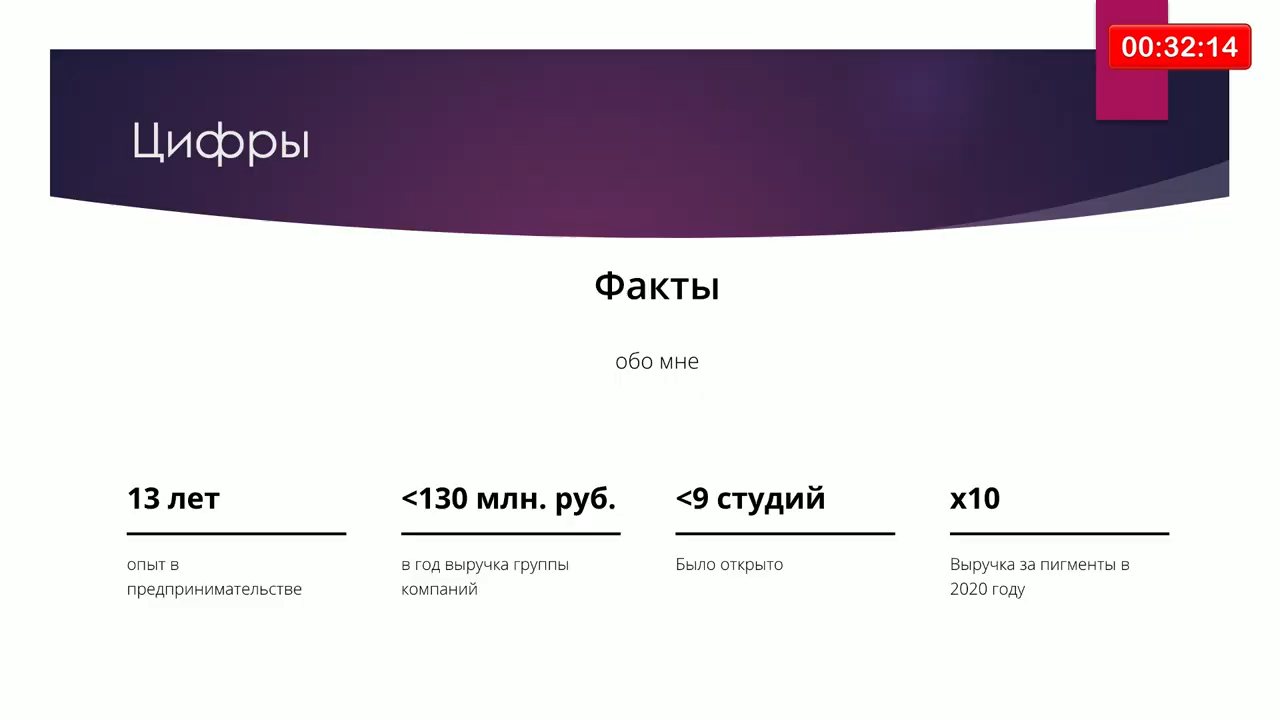 00:32:14
Цифры
Факты
обо мне
13 лет
опыт в
предпринимательстве
<130 млн. руб.
в год выручка группы
компаний
<9 студий
Было открыто
x10
Выручка за пигменты в
2020 году